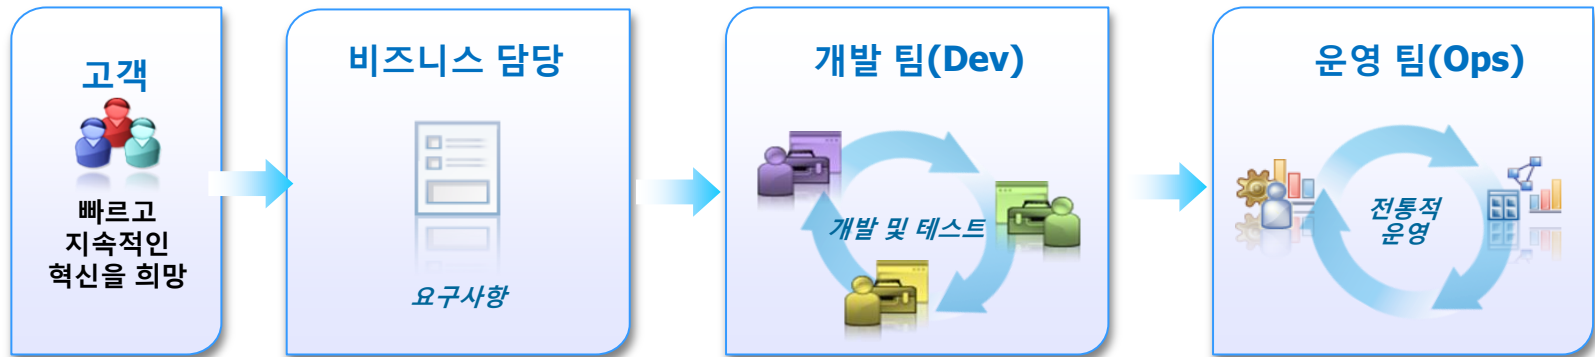 고객
빠르고
지속적인
혁신을 희망
비즈니스 담당
요구사항
개발 팀(Dev)
개발 및 테스트
운영 팀(Ops)
전통적
운영